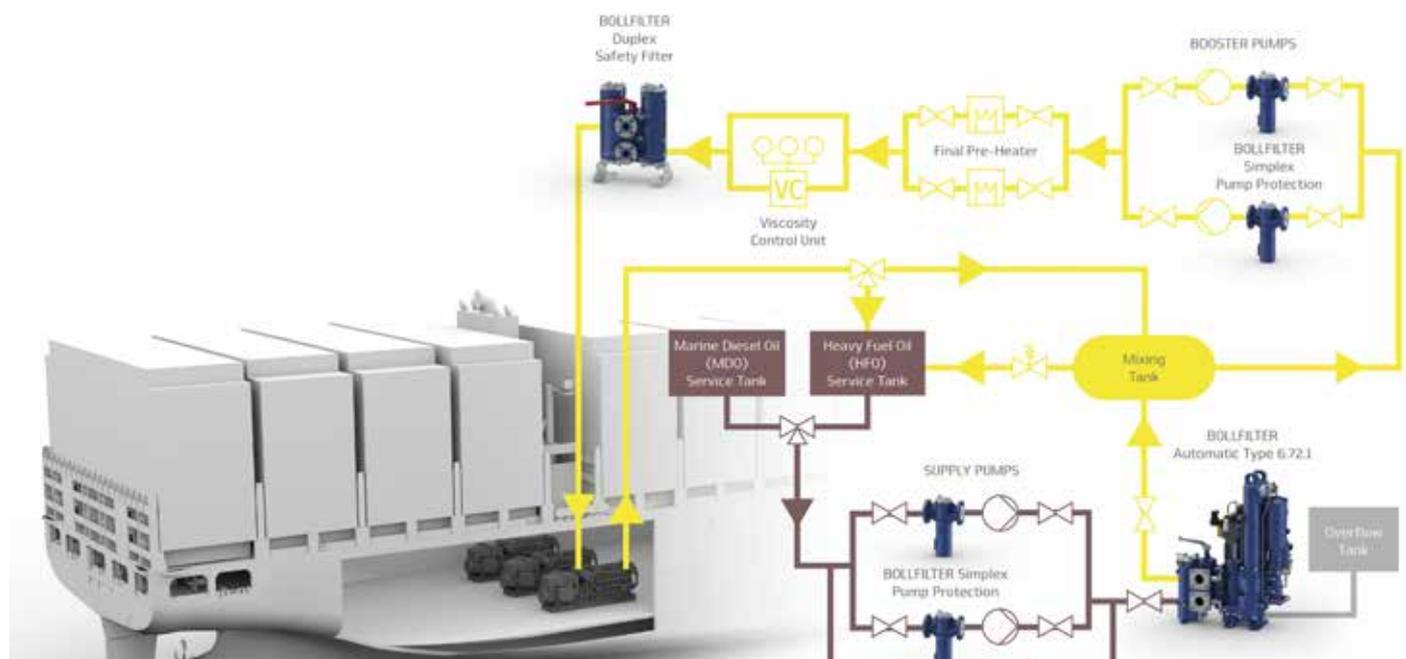 BOLLFILTER
Duplex
Safety Filter
BOOSTER PUMPS
BOLLFILTER
Simplex
Pump Protection
Final Pre-Heater
VC
Viscosity
Control Unit
Marine Diesel Oil
(MDO)
Service Tank
Heavy Fuel Oil
(HFO)
Service Tank
Mixing
Tank
BOLLFILTER
Automatic Type 6.72.1
SUPPLY PUMPS
Overflow
Tank
BOLLFILTER Simplex
Pump Protection